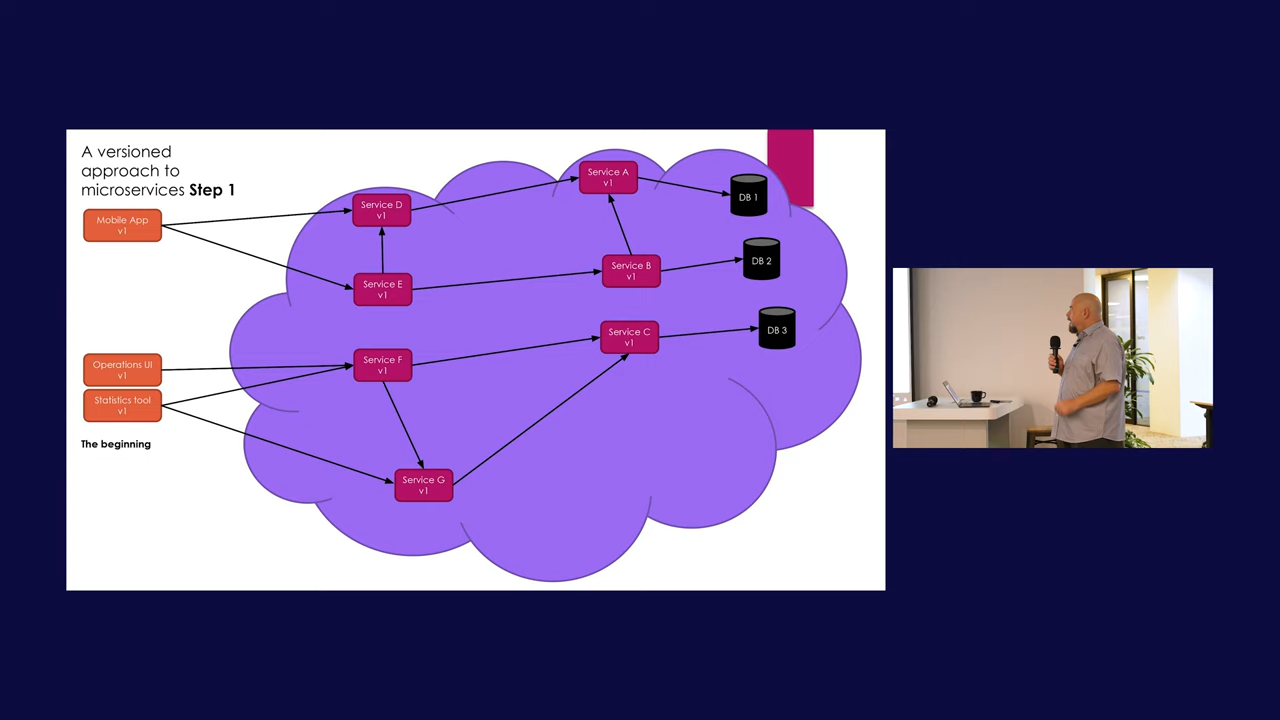 A versioned
approach to
microservices Step 1
Mobile App
v1
Operations UI
v1
Statistics tool
v1
The beginning
Service D
v1
Service E
v1
Service F
v1
Service G
v1
Service A
v1
Service B
v1
Service C
v1
DB 1
DB 2
DB 3